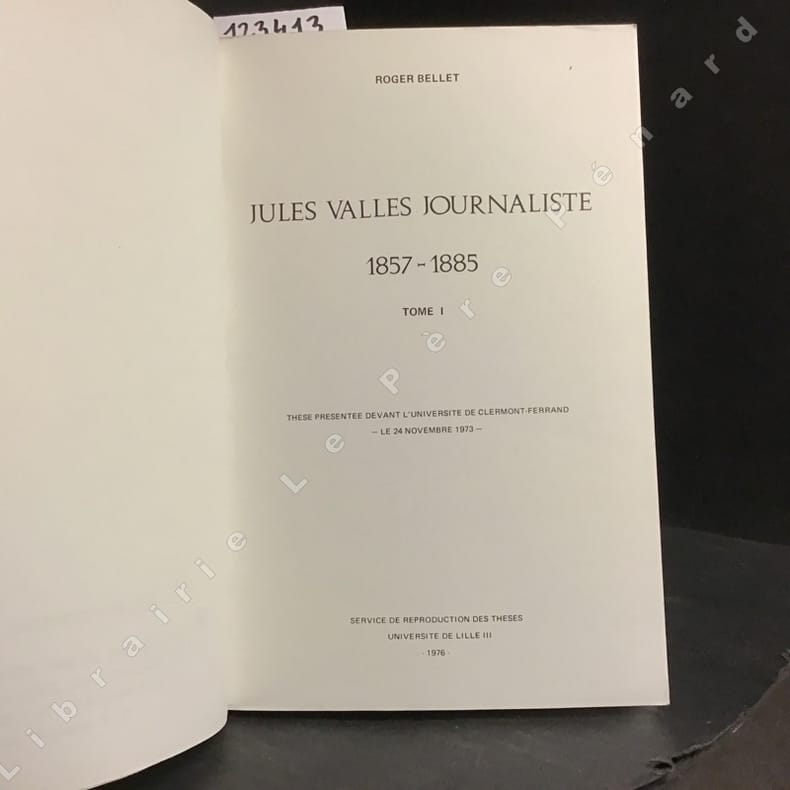 123413
ROGER BELLET
JULES VALLES JOURNALISTE
1857 - 1885
TOME I
THESE PRESENTEE DEVANT L'UNIVERSITE DE CLERMONT-FERRAND
— LE 24 NOVEMBRE 1973 —
SERVICE DE REPRODUCTION DES THESES
UNIVERSITE DE LILLE III
· 1976 ·
Librairie Le Père Pénard